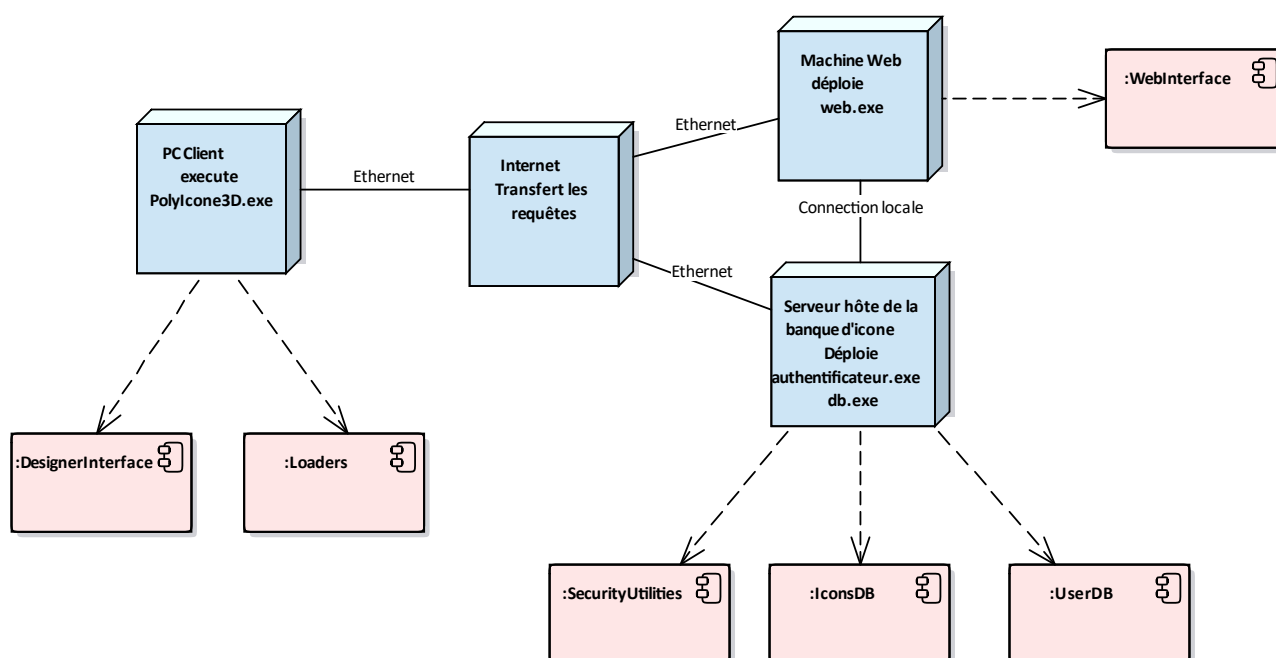 Machine Web
déploie
web.exe
:WebInterface
Ethernet
PC Client
execute
PolyIcone3D.exe
Ethernet
Internet
Transfert les
requêtes
Connection locale
Ethernet
Serveur hôte de la
banque d'icone
Déploie
authentificateur.exe
db.exe
:DesignerInterface
:Loaders
:SecurityUtilities
:IconsDB
:UserDB